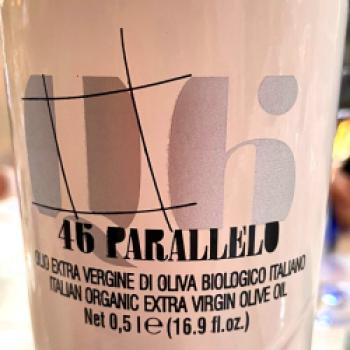 46
46 PARALLELO
OLIO EXTRA VERGINE DI OLIVA BIOLOGICO ITALIANO
ITALIAN ORGANIC EXTRA VIRGIN OLIVE OIL
Net 0,5 l e (16.9 fl.oz.)